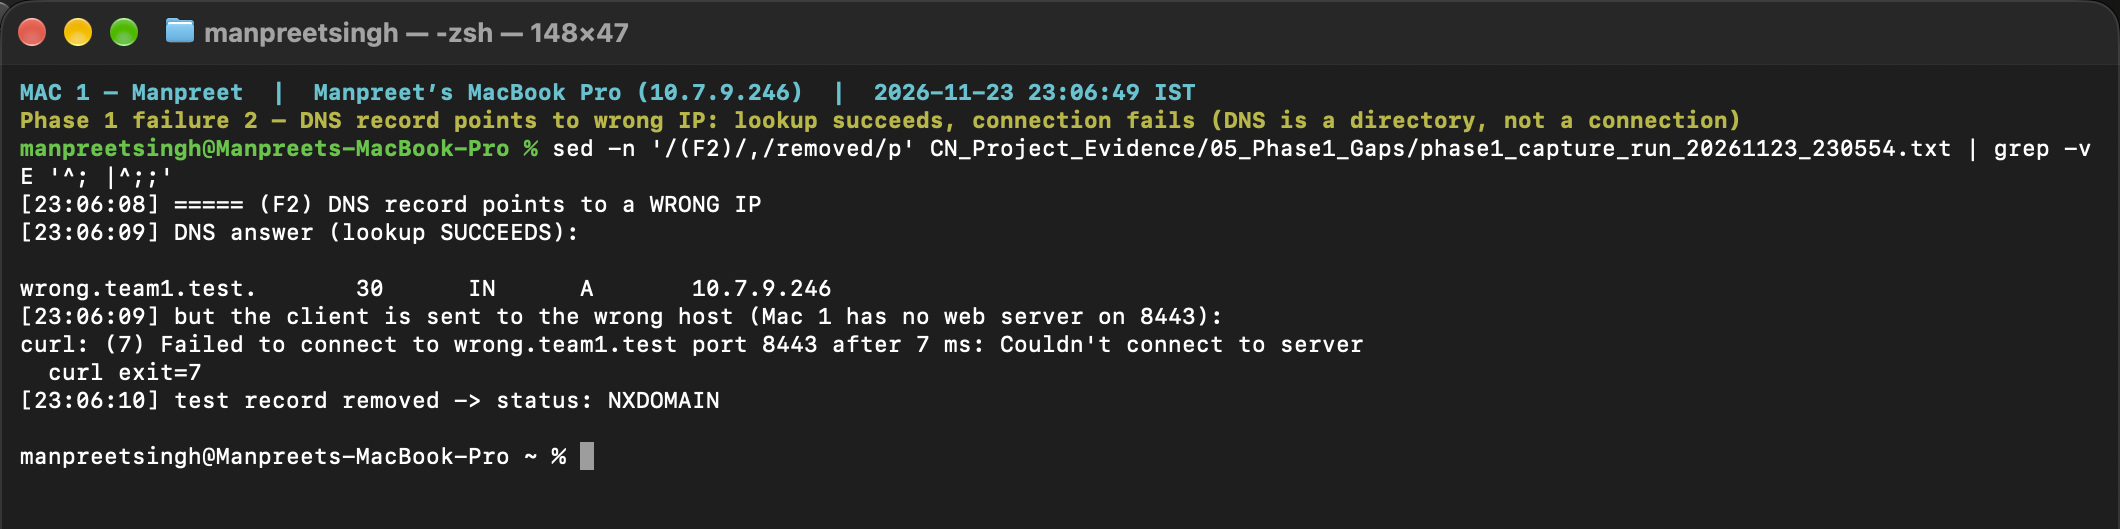 manpreetsingh — -zsh — 148×47
MAC 1 — Manpreet  |  Manpreet’s MacBook Pro (10.7.9.246)  |  2026-11-23 23:06:49 IST
Phase 1 failure 2 — DNS record points to wrong IP: lookup succeeds, connection fails (DNS is a directory, not a connection)
manpreetsingh@Manpreets-MacBook-Pro % sed -n '/(F2)/,/removed/p' CN_Project_Evidence/05_Phase1_Gaps/phase1_capture_run_20261123_230554.txt | grep -v
E '^; |^;;'
[23:06:08] ===== (F2) DNS record points to a WRONG IP
[23:06:09] DNS answer (lookup SUCCEEDS):
wrong.team1.test.       30      IN      A       10.7.9.246
[23:06:09] but the client is sent to the wrong host (Mac 1 has no web server on 8443):
curl: (7) Failed to connect to wrong.team1.test port 8443 after 7 ms: Couldn't connect to server
  curl exit=7
[23:06:10] test record removed -> status: NXDOMAIN
manpreetsingh@Manpreets-MacBook-Pro ~ %